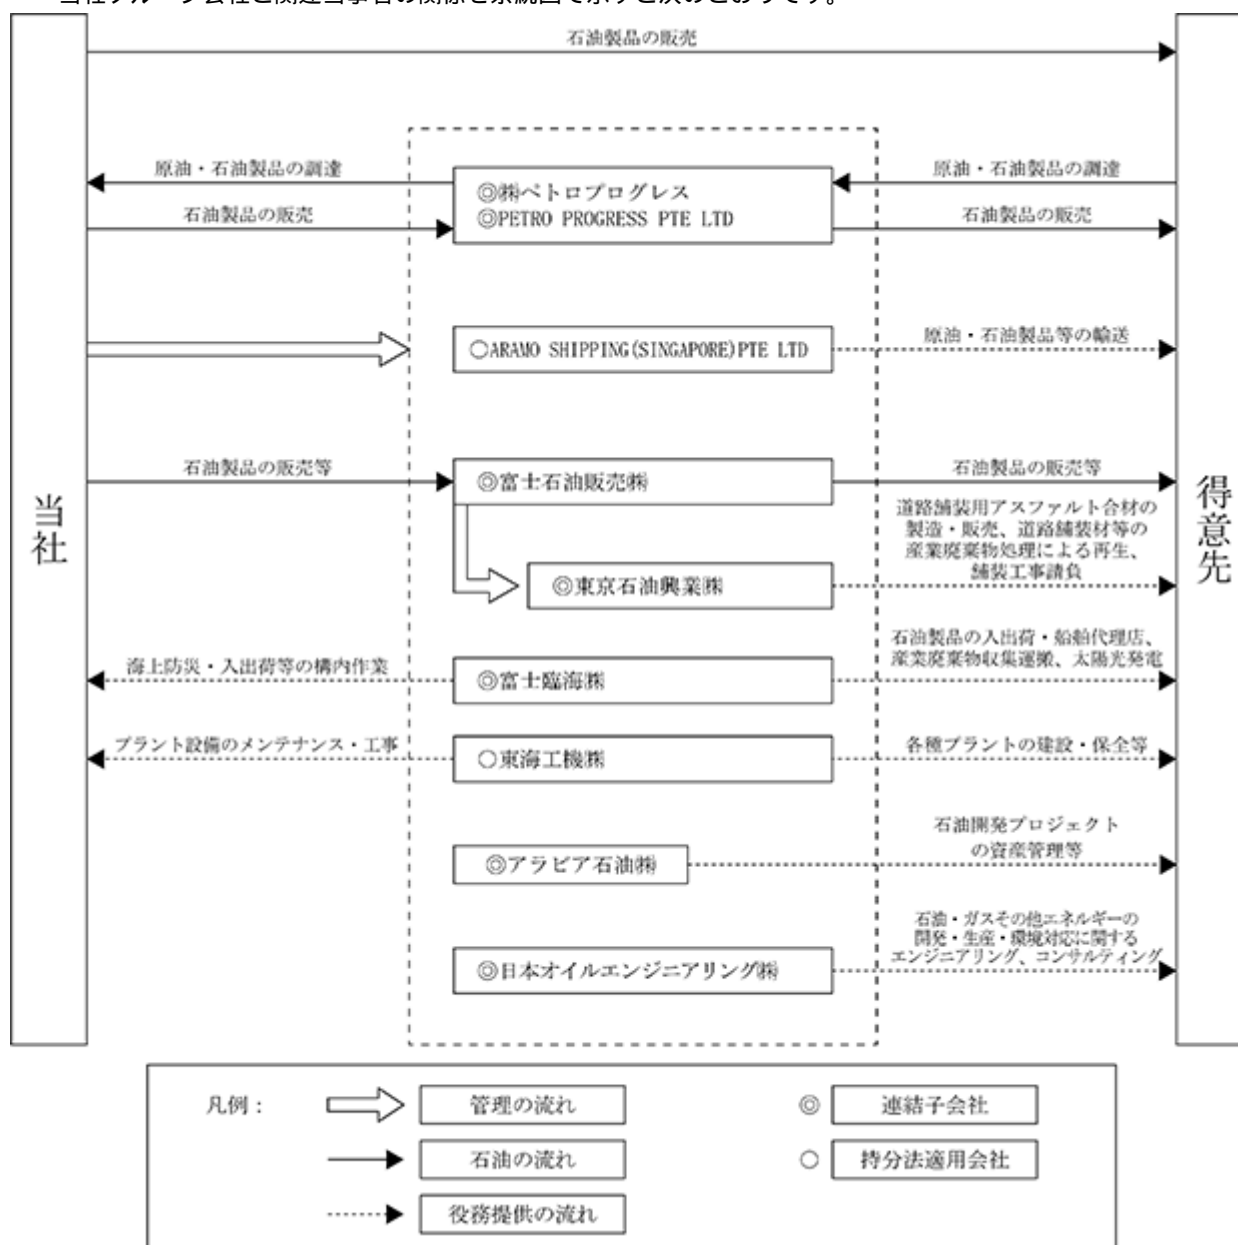 当社グループ会社と関連当事者の関係を系統図で示すと次のとおりです。
石油製品の販売
原油・石油製品の調達
石油製品の販売
◎㈱ペトロプログレス
◎PETRO PROGRESS PTE LTD
原油・石油製品の調達
石油製品の販売
○ARAMO SHIPPING(SINGAPORE)PTE LTD
原油・石油製品等の輸送
当社
得意先
石油製品の販売等
◎富士石油販売㈱
石油製品の販売等
道路舗装用アスファルト合材の
製造・販売、道路舗装材等の
産業廃棄物処理による再生、
舗装工事請負
◎東京石油興業㈱
海上防災・入出荷等の構内作業
◎富士臨海㈱
石油製品の入出荷・船舶代理店、
産業廃棄物収集運搬、太陽光発電
プラント設備のメンテナンス・工事
○東海工機㈱
各種プラントの建設・保全等
◎アラビア石油㈱
石油開発プロジェクト
の資産管理等
◎日本オイルエンジニアリング㈱
石油・ガスその他エネルギーの
開発・生産・環境対応に関する
エンジニアリング、コンサルティング
凡例：
管理の流れ
◎ 連結子会社
石油の流れ
○ 持分法適用会社
役務提供の流れ